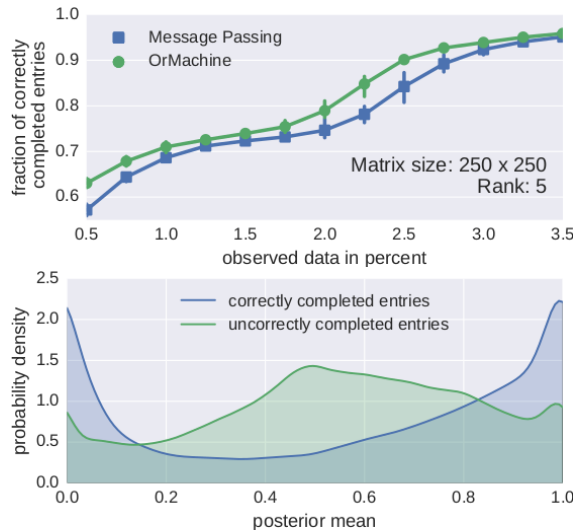 1.0
0.9
0.8
0.7
0.6
fraction of correctly
completed entries
Message Passing
OrMachine
Matrix size: 250 x 250
Rank: 5
0.5 1.0 1.5 2.0 2.5 3.0 3.5
observed data in percent
2.5
2.0
1.5
1.0
0.5
0.0
probability density
correctly completed entries
uncorrectly completed entries
0.0 0.2 0.4 0.6 0.8 1.0
posterior mean